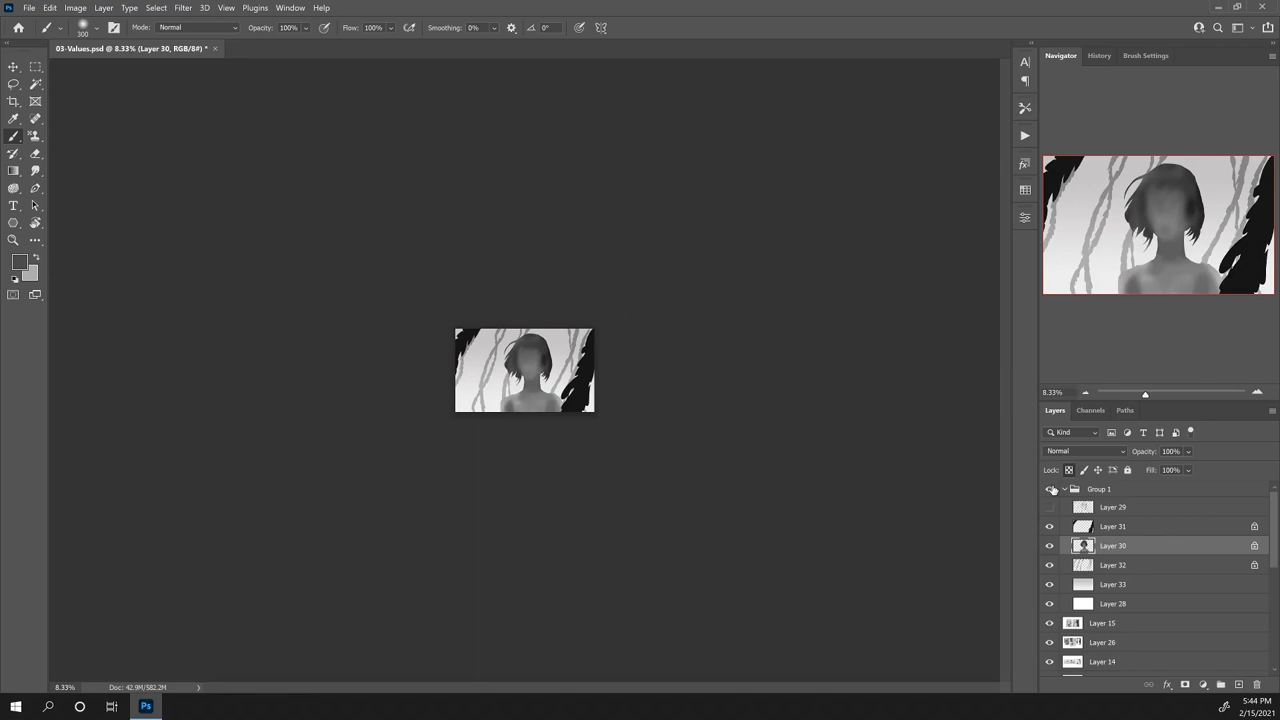 Ps File Edit Image Layer Type Select Filter 3D View Plugins Window Help
300 Mode: Normal Opacity: 100% Flow: 100% Smoothing: 0% 0°
03-Values.psd @ 8.33% (Layer 30, RGB/8#) * ×
Navigator History Brush Settings
8.33%
Layers Channels Paths
Kind
Normal Opacity: 100%
Lock: Fill: 100%
Group 1
Layer 29
Layer 31
Layer 30
Layer 32
Layer 33
Layer 28
Layer 15
Layer 26
Layer 14
8.33% Doc: 42.9M/582.2M
Ps
5:44 PM
2/15/2021